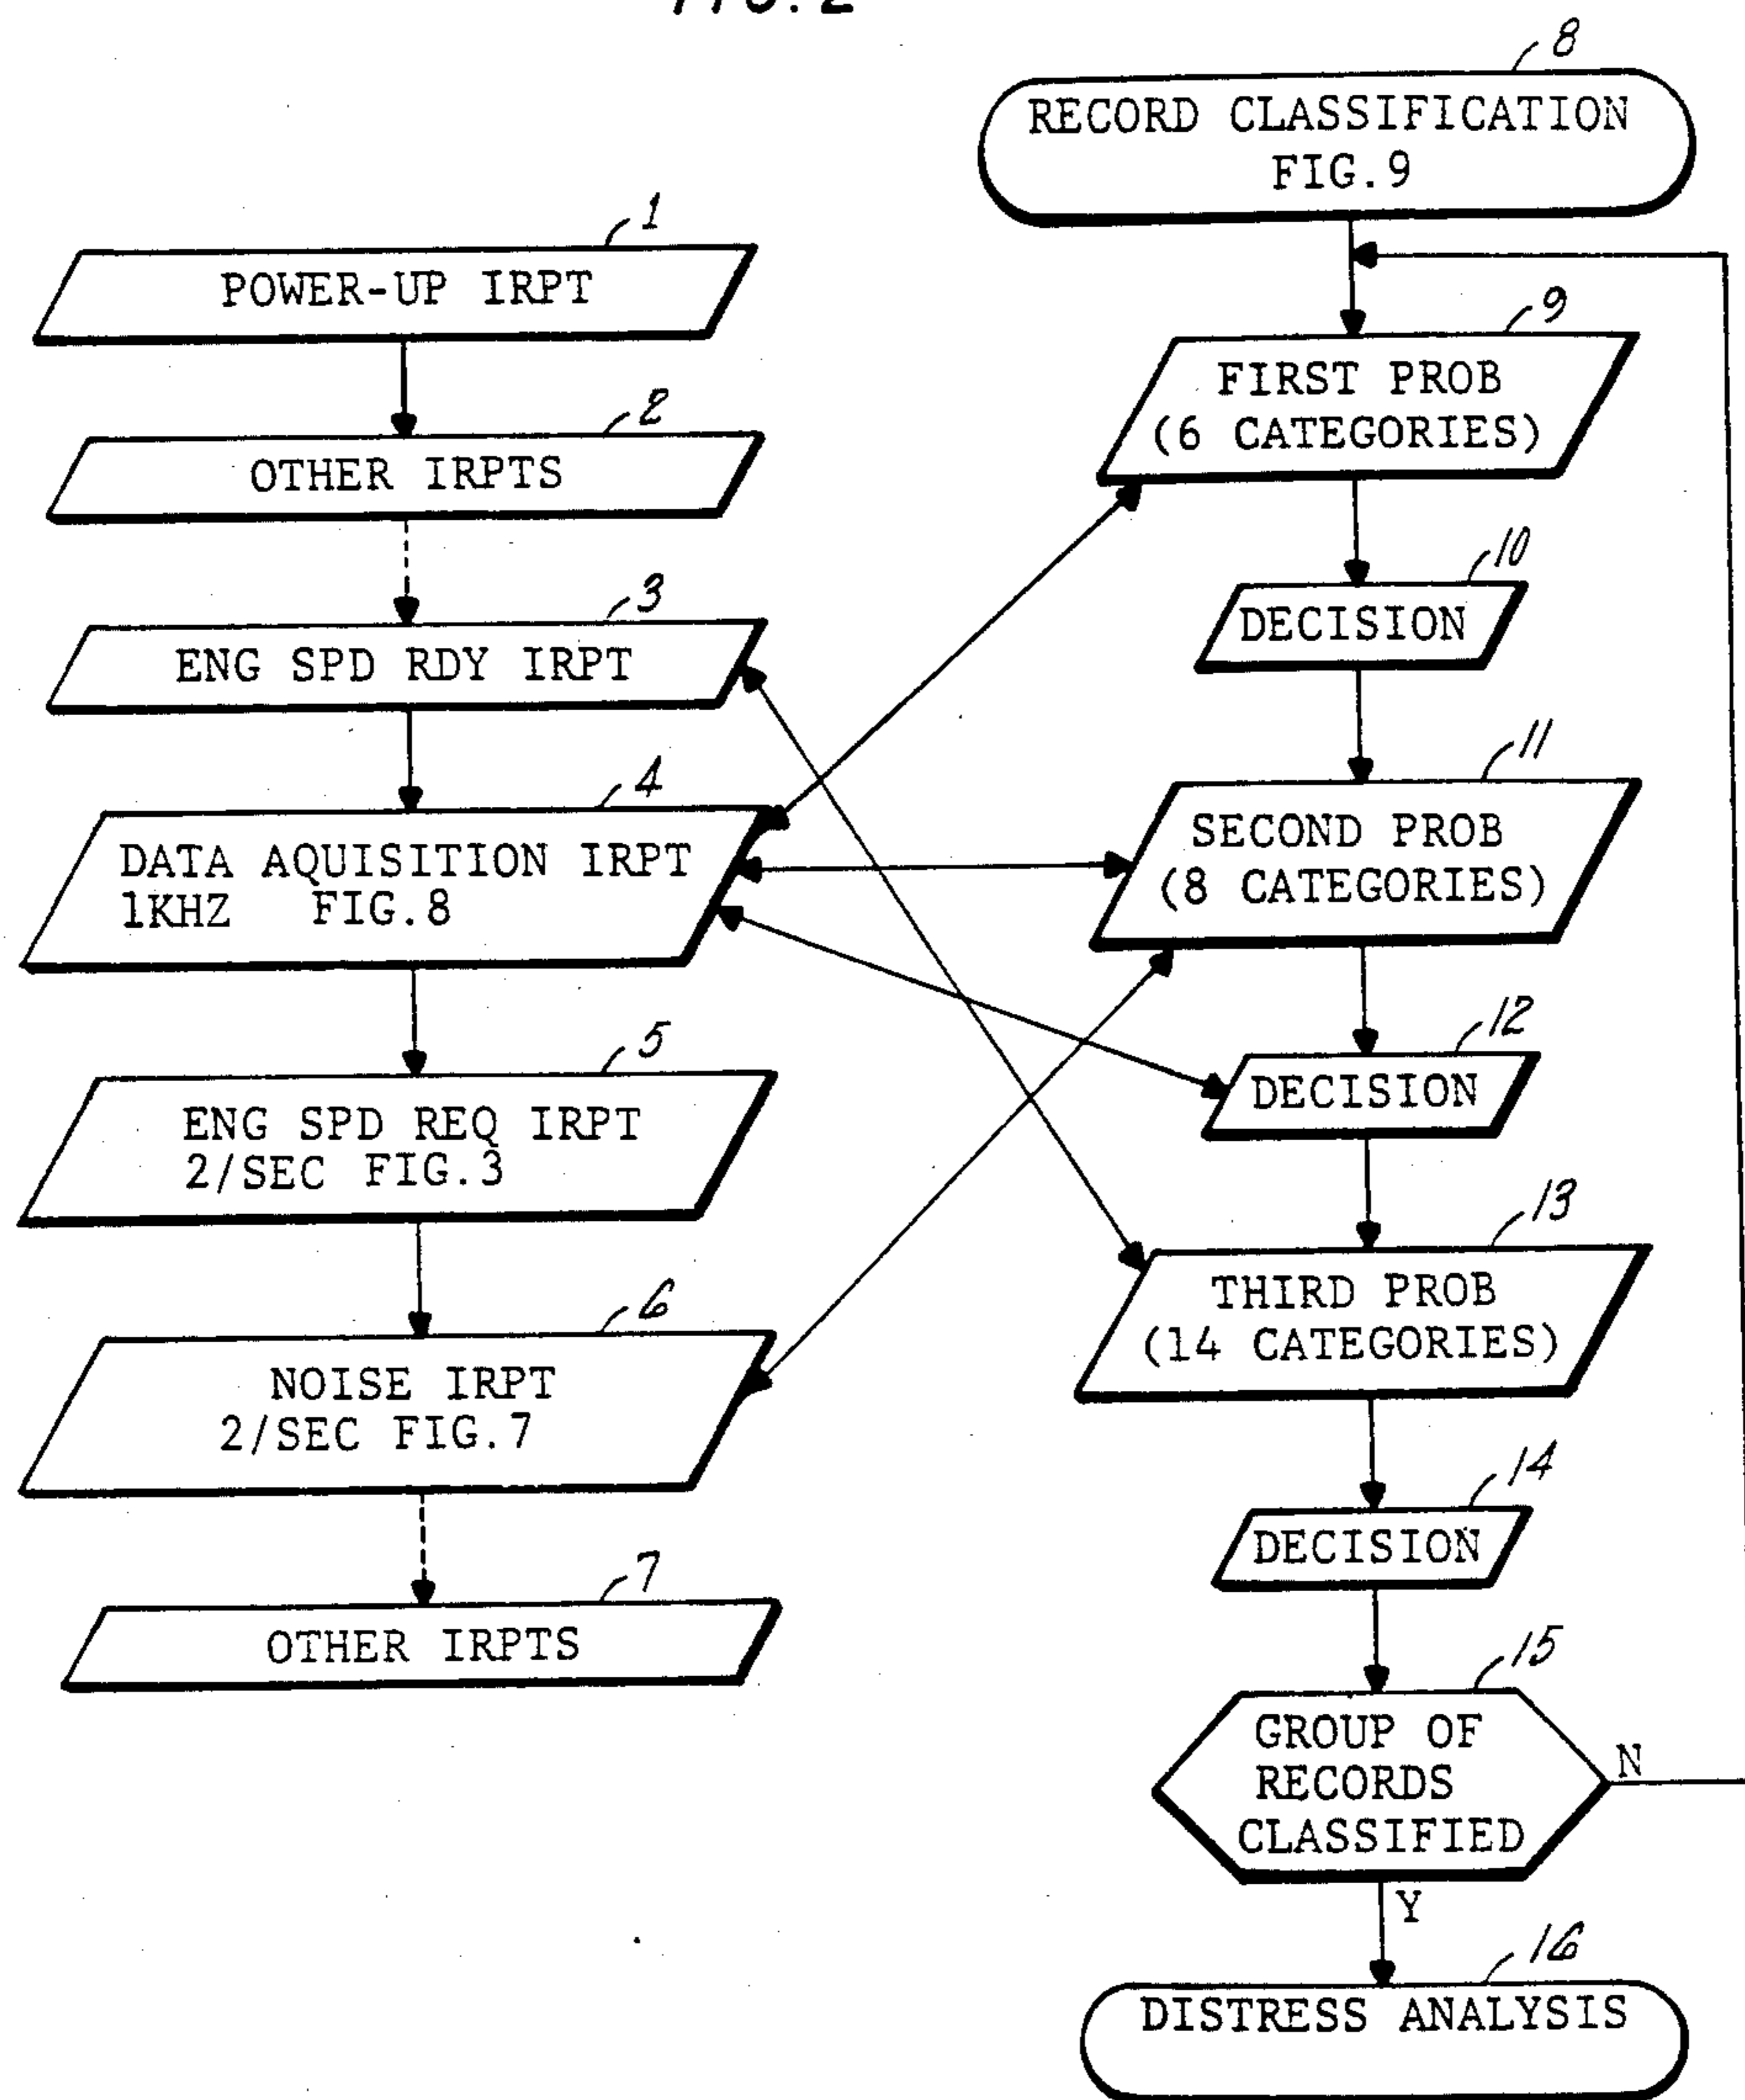 FIG. 2
1
POWER-UP IRPT
2
OTHER IRPTS
3
ENG SPD RDY IRPT
4
DATA AQUISITION IRPT
1KHZ FIG.8
5
ENG SPD REQ IRPT
2/SEC FIG.3
6
NOISE IRPT
2/SEC FIG.7
7
OTHER IRPTS
8
RECORD CLASSIFICATION
FIG.9
9
FIRST PROB
(6 CATEGORIES)
10
DECISION
11
SECOND PROB
(8 CATEGORIES)
12
DECISION
13
THIRD PROB
(14 CATEGORIES)
14
DECISION
15
GROUP OF
RECORDS
CLASSIFIED
N
Y
16
DISTRESS ANALYSIS